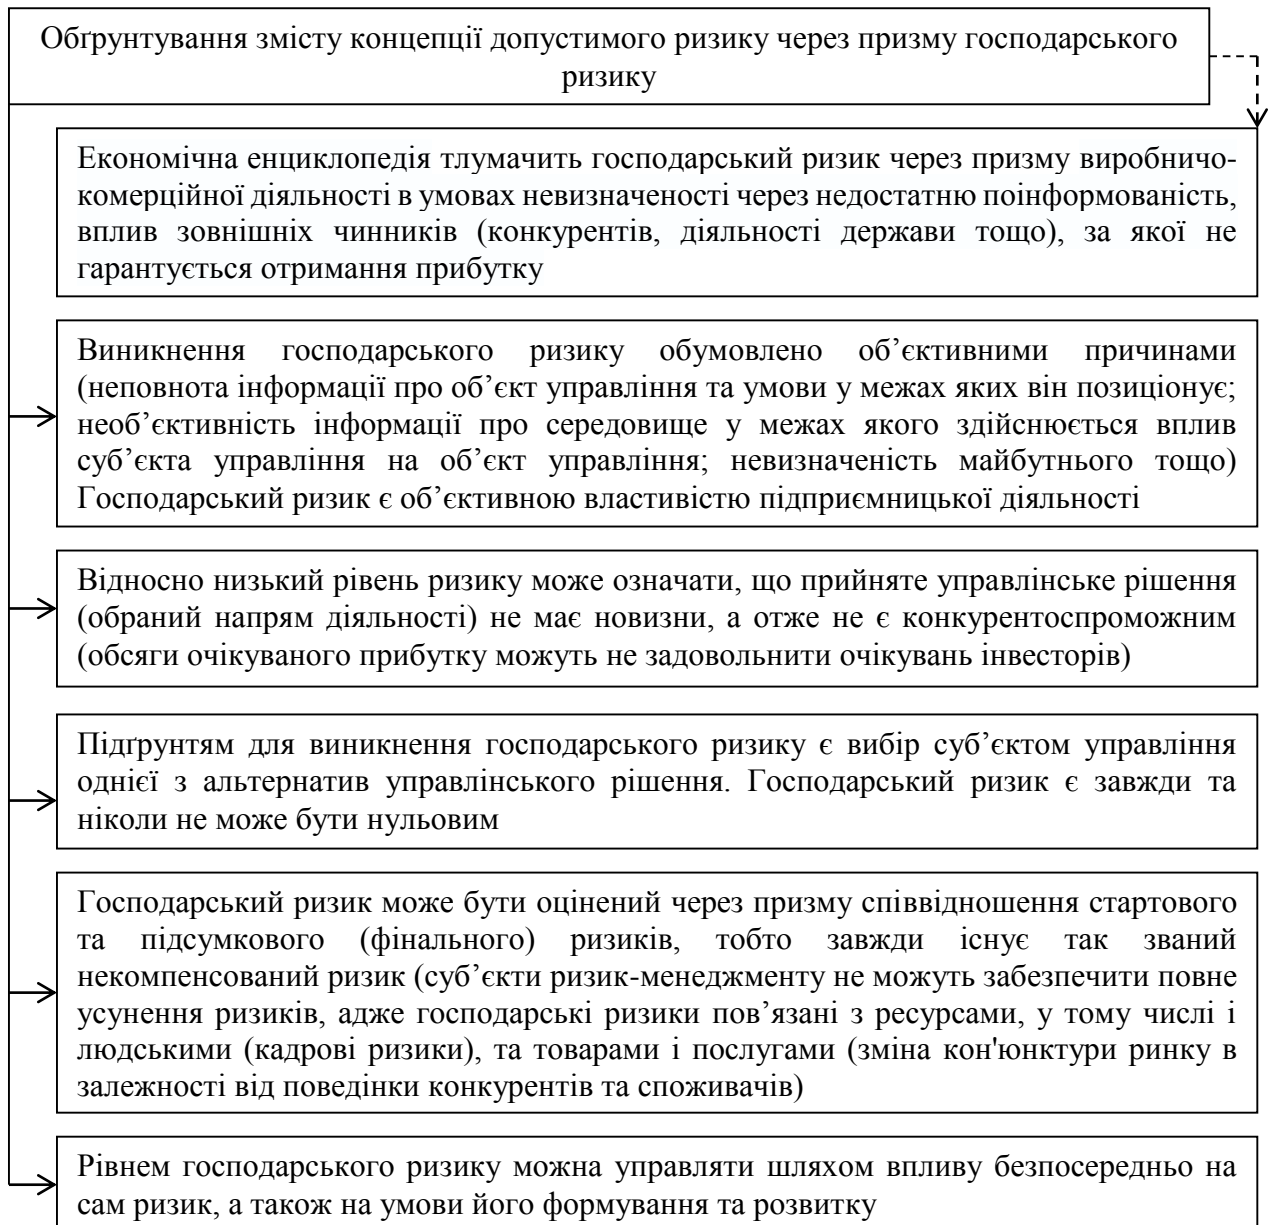 Обґрунтування змісту концепції допустимого ризику через призму господарського
ризику
Економічна енциклопедія тлумачить господарський ризик через призму виробничо-
комерційної діяльності в умовах невизначеності через недостатню поінформованість,
вплив зовнішніх чинників (конкурентів, діяльності держави тощо), за якої не
гарантується отримання прибутку
Виникнення господарського ризику обумовлено об’єктивними причинами
(неповнота інформації про об’єкт управління та умови у межах яких він позиціонує;
необ’єктивність інформації про середовище у межах якого здійснюється вплив
суб’єкта управління на об’єкт управління; невизначеність майбутнього тощо)
Господарський ризик є об’єктивною властивістю підприємницької діяльності
Відносно низький рівень ризику може означати, що прийняте управлінське рішення
(обраний напрям діяльності) не має новизни, а отже не є конкурентоспроможним
(обсяги очікуваного прибутку можуть не задовольнити очікувань інвесторів)
Підґрунтям для виникнення господарського ризику є вибір суб’єктом управління
однієї з альтернатив управлінського рішення. Господарський ризик є завжди та
ніколи не може бути нульовим
Господарський ризик може бути оцінений через призму співвідношення стартового
та підсумкового (фінального) ризиків, тобто завжди існує так званий
некомпенсований ризик (суб’єкти ризик-менеджменту не можуть забезпечити повне
усунення ризиків, адже господарські ризики пов’язані з ресурсами, у тому числі і
людськими (кадрові ризики), та товарами і послугами (зміна кон'юнктури ринку в
залежності від поведінки конкурентів та споживачів)
Рівнем господарського ризику можна управляти шляхом впливу безпосередньо на
сам ризик, а також на умови його формування та розвитку